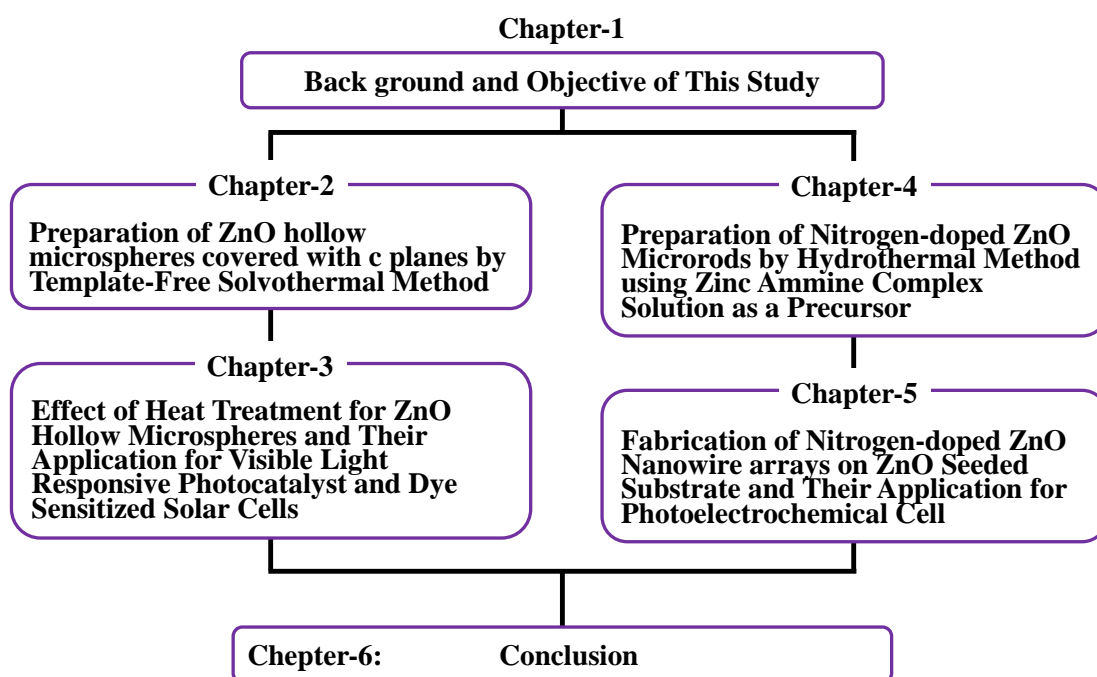 Chapter-1
Back ground and Objective of This Study
Chapter-2
Preparation of ZnO hollow
microspheres covered with c planes by
Template-Free Solvothermal Method
Chapter-3
Effect of Heat Treatment for ZnO
Hollow Microspheres and Their
Application for Visible Light
Responsive Photocatalyst and Dye
Sensitized Solar Cells
Chapter-4
Preparation of Nitrogen-doped ZnO
Microrods by Hydrothermal Method
using Zinc Ammine Complex
Solution as a Precursor
Chapter-5
Fabrication of Nitrogen-doped ZnO
Nanowire arrays on ZnO Seeded
Substrate and Their Application for
Photoelectrochemical Cell
Chepter-6: Conclusion